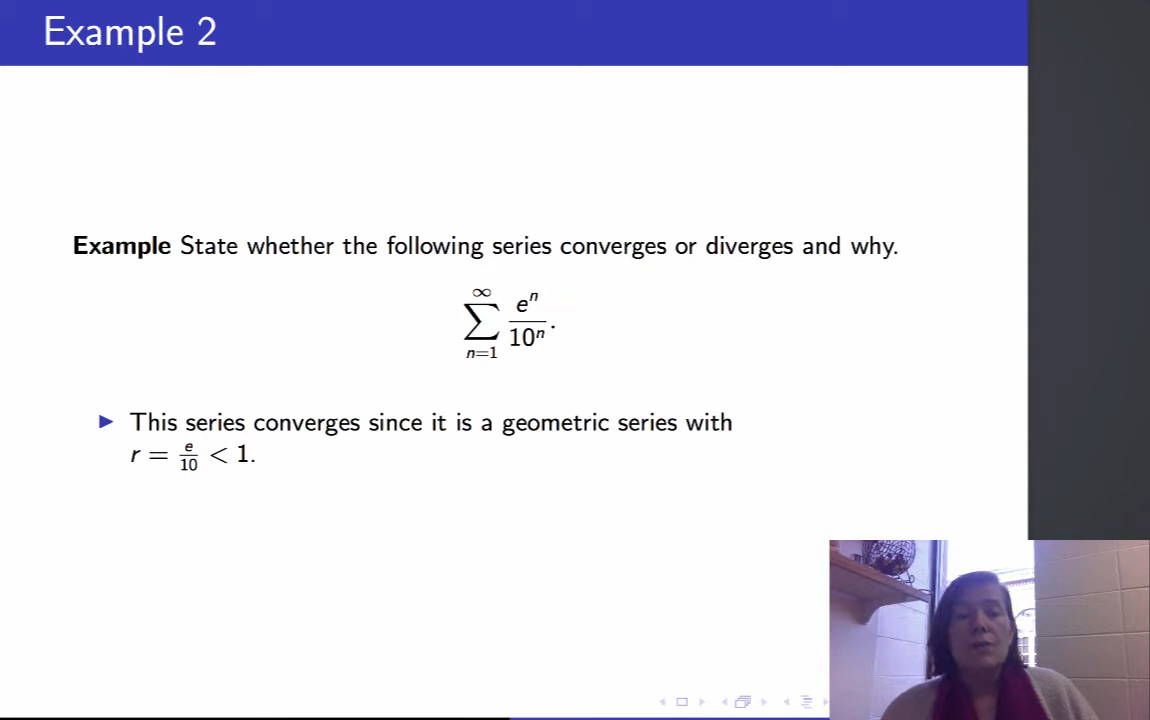 Example 2
Example State whether the following series converges or diverges and why.
∞
∑ eⁿ/10ⁿ.
n=1
▶ This series converges since it is a geometric series with
r = e/10 < 1.